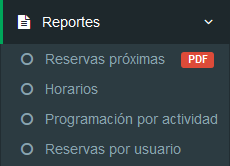 Reportes
Reservas próximas PDF
Horarios
Programación por actividad
Reservas por usuario